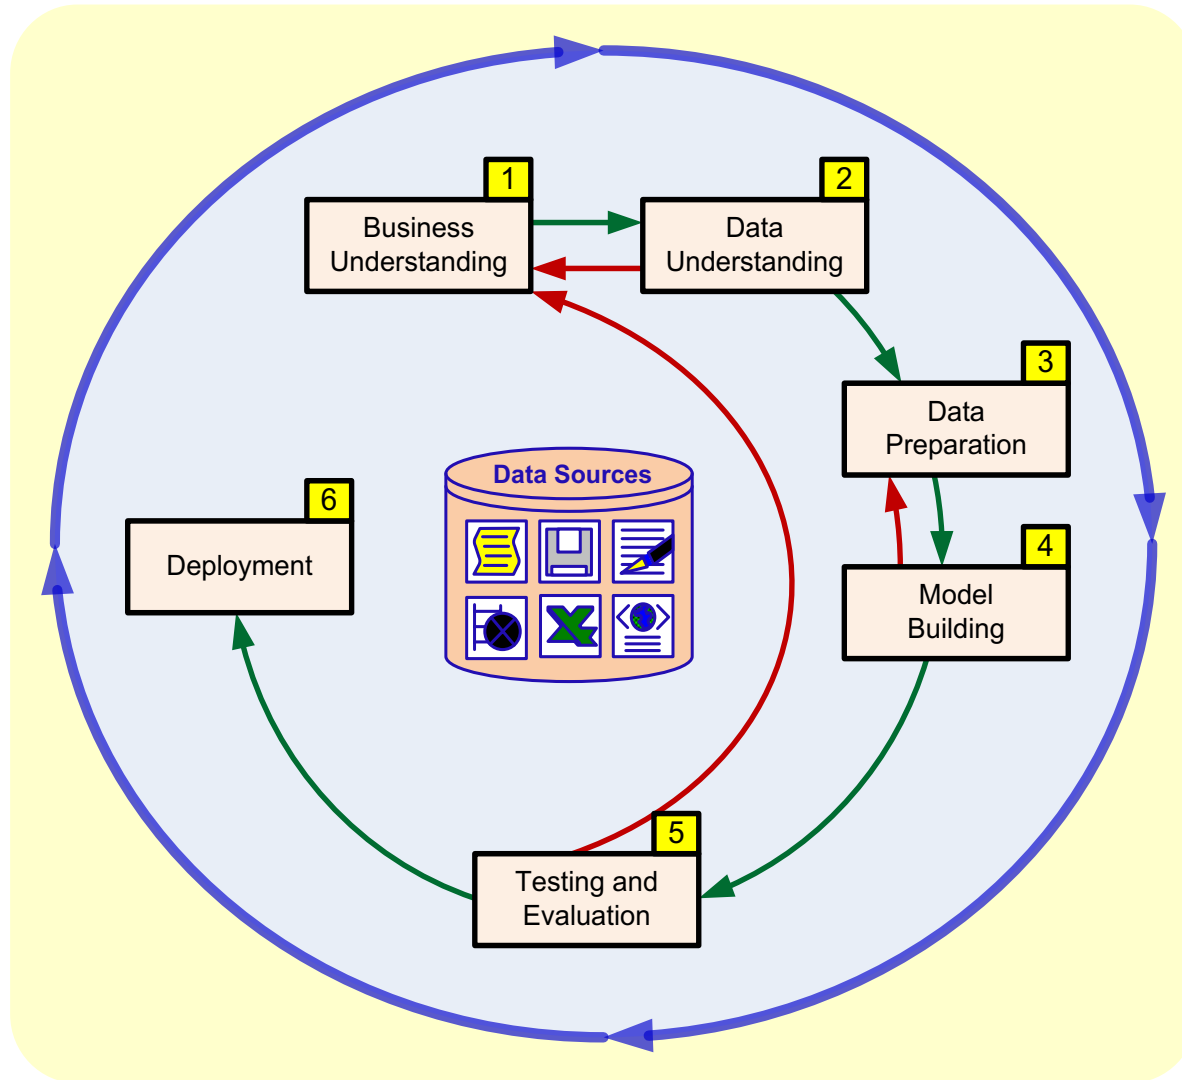 1
Business
Understanding
2
Data
Understanding
3
Data
Preparation
4
Model
Building
5
Testing and
Evaluation
6
Deployment
Data Sources